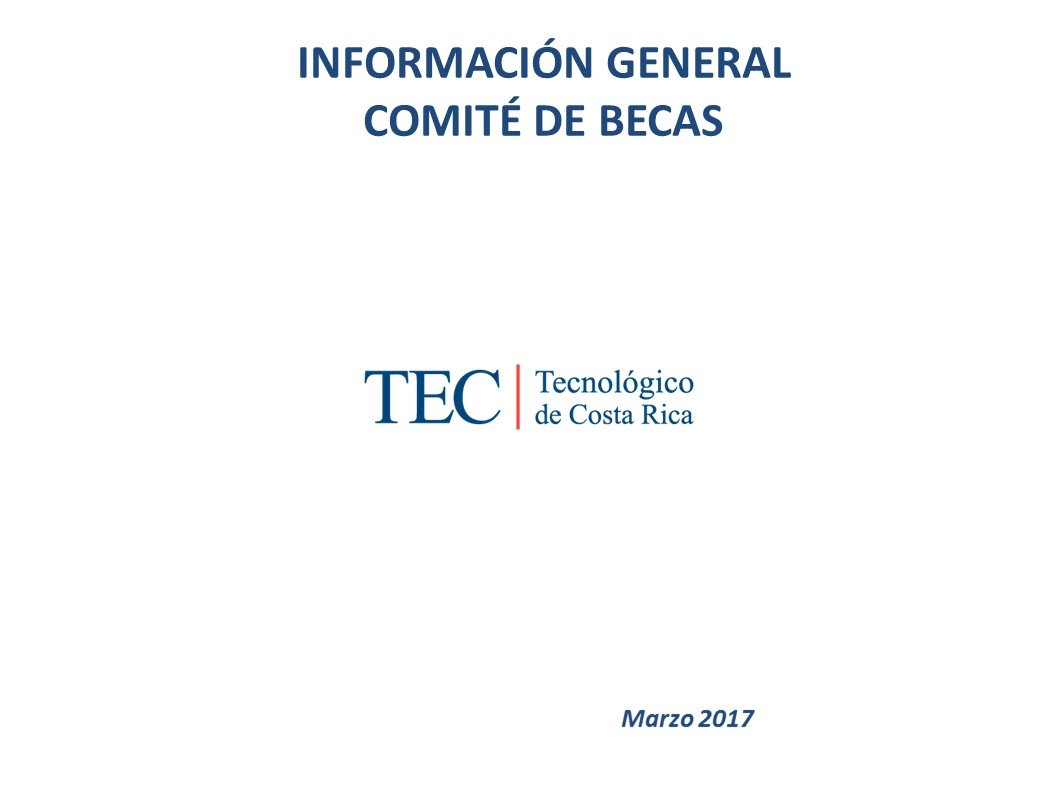 INFORMACIÓN GENERAL
COMITÉ DE BECAS
TEC | Tecnológico
de Costa Rica
Marzo 2017